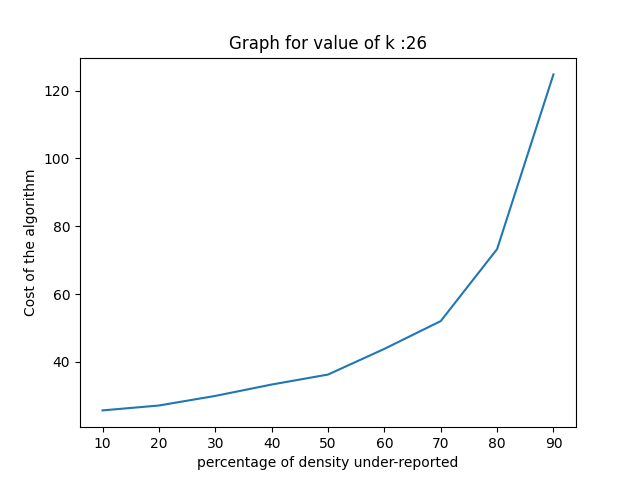 Graph for value of k :26
Cost of the algorithm
120
100
80
60
40
10 20 30 40 50 60 70 80 90
percentage of density under-reported